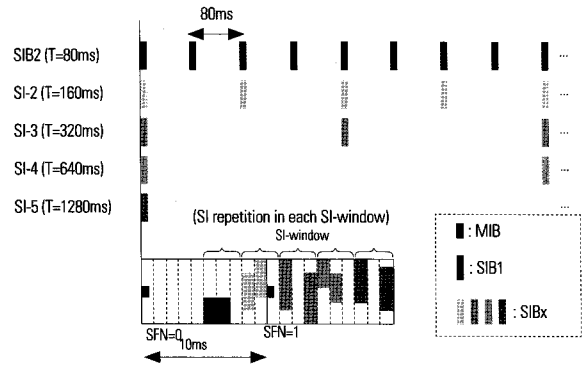 80ms
SIB2 (T=80ms)
...
SI-2 (T=160ms)
...
SI-3 (T=320ms)
...
SI-4 (T=640ms)
...
SI-5 (T=1280ms)
...
(SI repetition in each SI-window)
SI-window
: MIB
: SIB1
: SIBx
SFN=0
SFN=1
10ms